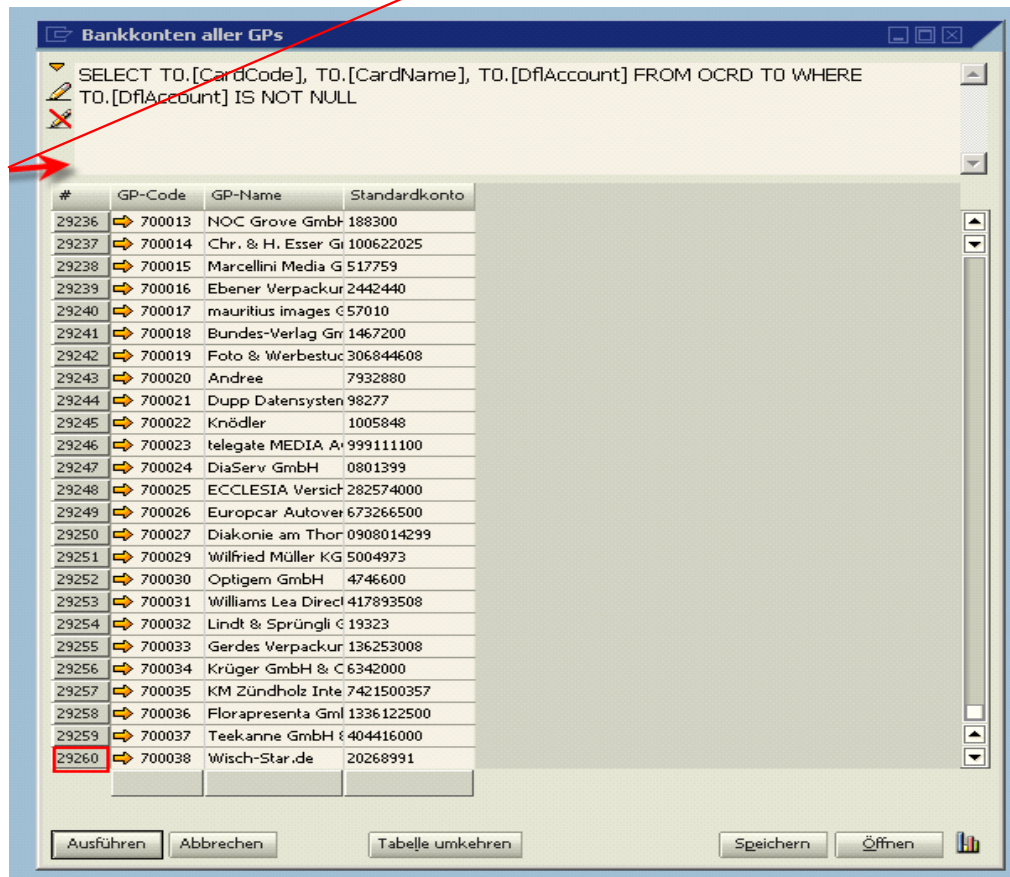 Bankkonten aller GPs
SELECT T0.[CardCode], T0.[CardName], T0.[DflAccount] FROM OCRD T0 WHERE
T0.[DflAccount] IS NOT NULL
# GP-Code GP-Name Standardkonto
29236 700013 NOC Grove GmbH 188300
29237 700014 Chr. & H. Esser G 100622025
29238 700015 Marcellini Media G 517759
29239 700016 Ebener Verpackur 2442440
29240 700017 mauritius images G 57010
29241 700018 Bundes-Verlag Gm 1467200
29242 700019 Foto & Werbestuc 306844608
29243 700020 Andree 7932880
29244 700021 Dupp Datensysten 98277
29245 700022 Knödler 1005848
29246 700023 telegate MEDIA A 999111100
29247 700024 DiaServ GmbH 0801399
29248 700025 ECCLESIA Versich 282574000
29249 700026 Europcar Autover 673266500
29250 700027 Diakonie am Thor 0908014299
29251 700029 Wilfried Müller KG 5004973
29252 700030 Optigem GmbH 4746600
29253 700031 Williams Lea Direct 417893508
29254 700032 Lindt & Sprüngli G 19323
29255 700033 Gerdes Verpackur 136253008
29256 700034 Krüger GmbH & C 6342000
29257 700035 KM Zündholz Inte 7421500357
29258 700036 Florapresenta Gml 1336122500
29259 700037 Teekanne GmbH & 404416000
29260 700038 Wisch-Star.de 20268991
Ausführen Abbrechen Tabelle umkehren Speichern Öffnen